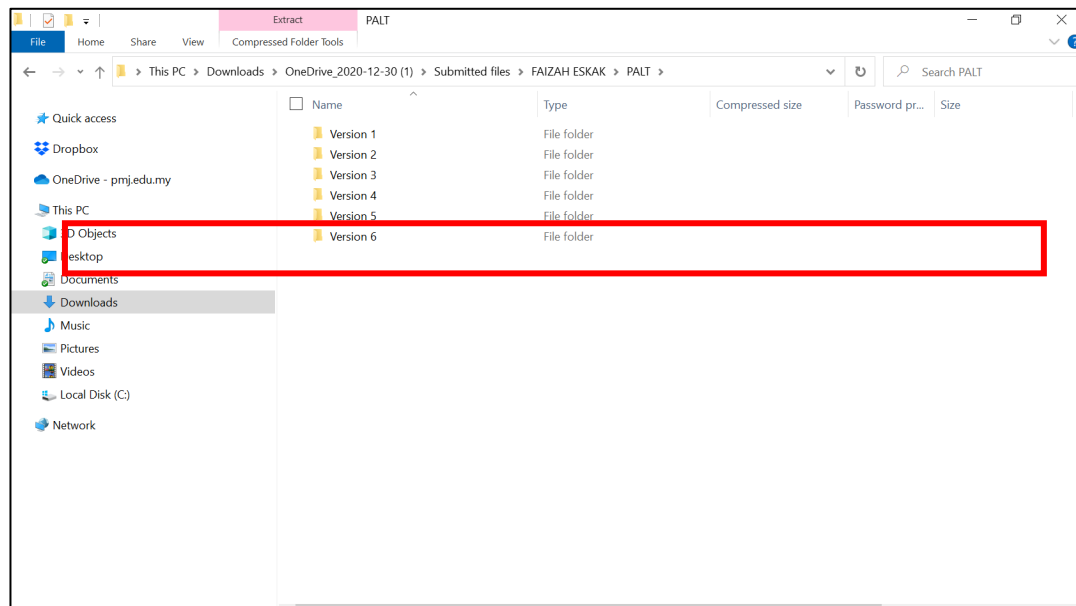 Extract PALT
File Home Share View Compressed Folder Tools
This PC > Downloads > OneDrive_2020-12-30 (1) > Submitted files > FAIZAH ESKAK > PALT > Search PALT
Name Type Compressed size Password pr... Size
Quick access
Dropbox
OneDrive - pmj.edu.my
This PC
3D Objects
Desktop
Documents
Downloads
Music
Pictures
Videos
Local Disk (C:)
Network
Version 1 File folder
Version 2 File folder
Version 3 File folder
Version 4 File folder
Version 5 File folder
Version 6 File folder